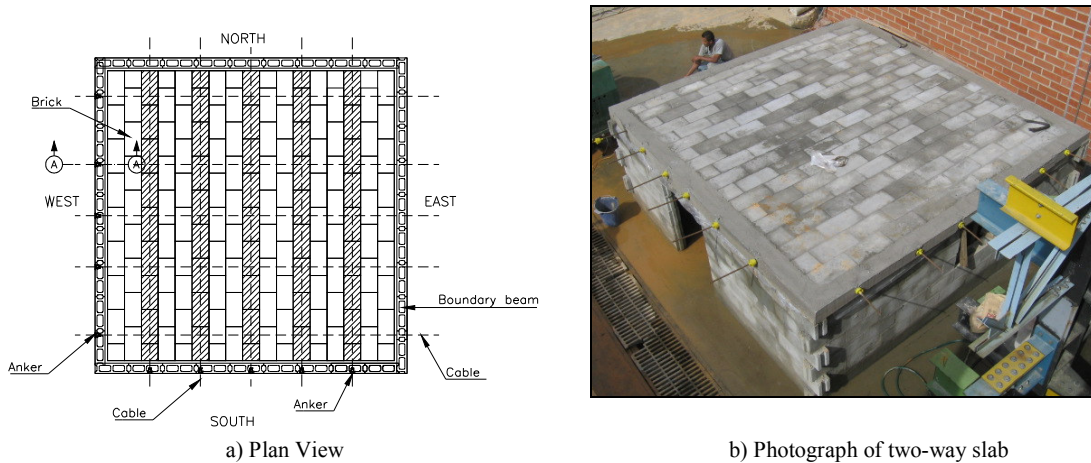 NORTH
Brick
A
A
WEST
EAST
Boundary beam
Anker
Cable
Cable
Anker
SOUTH
a) Plan View
b) Photograph of two-way slab